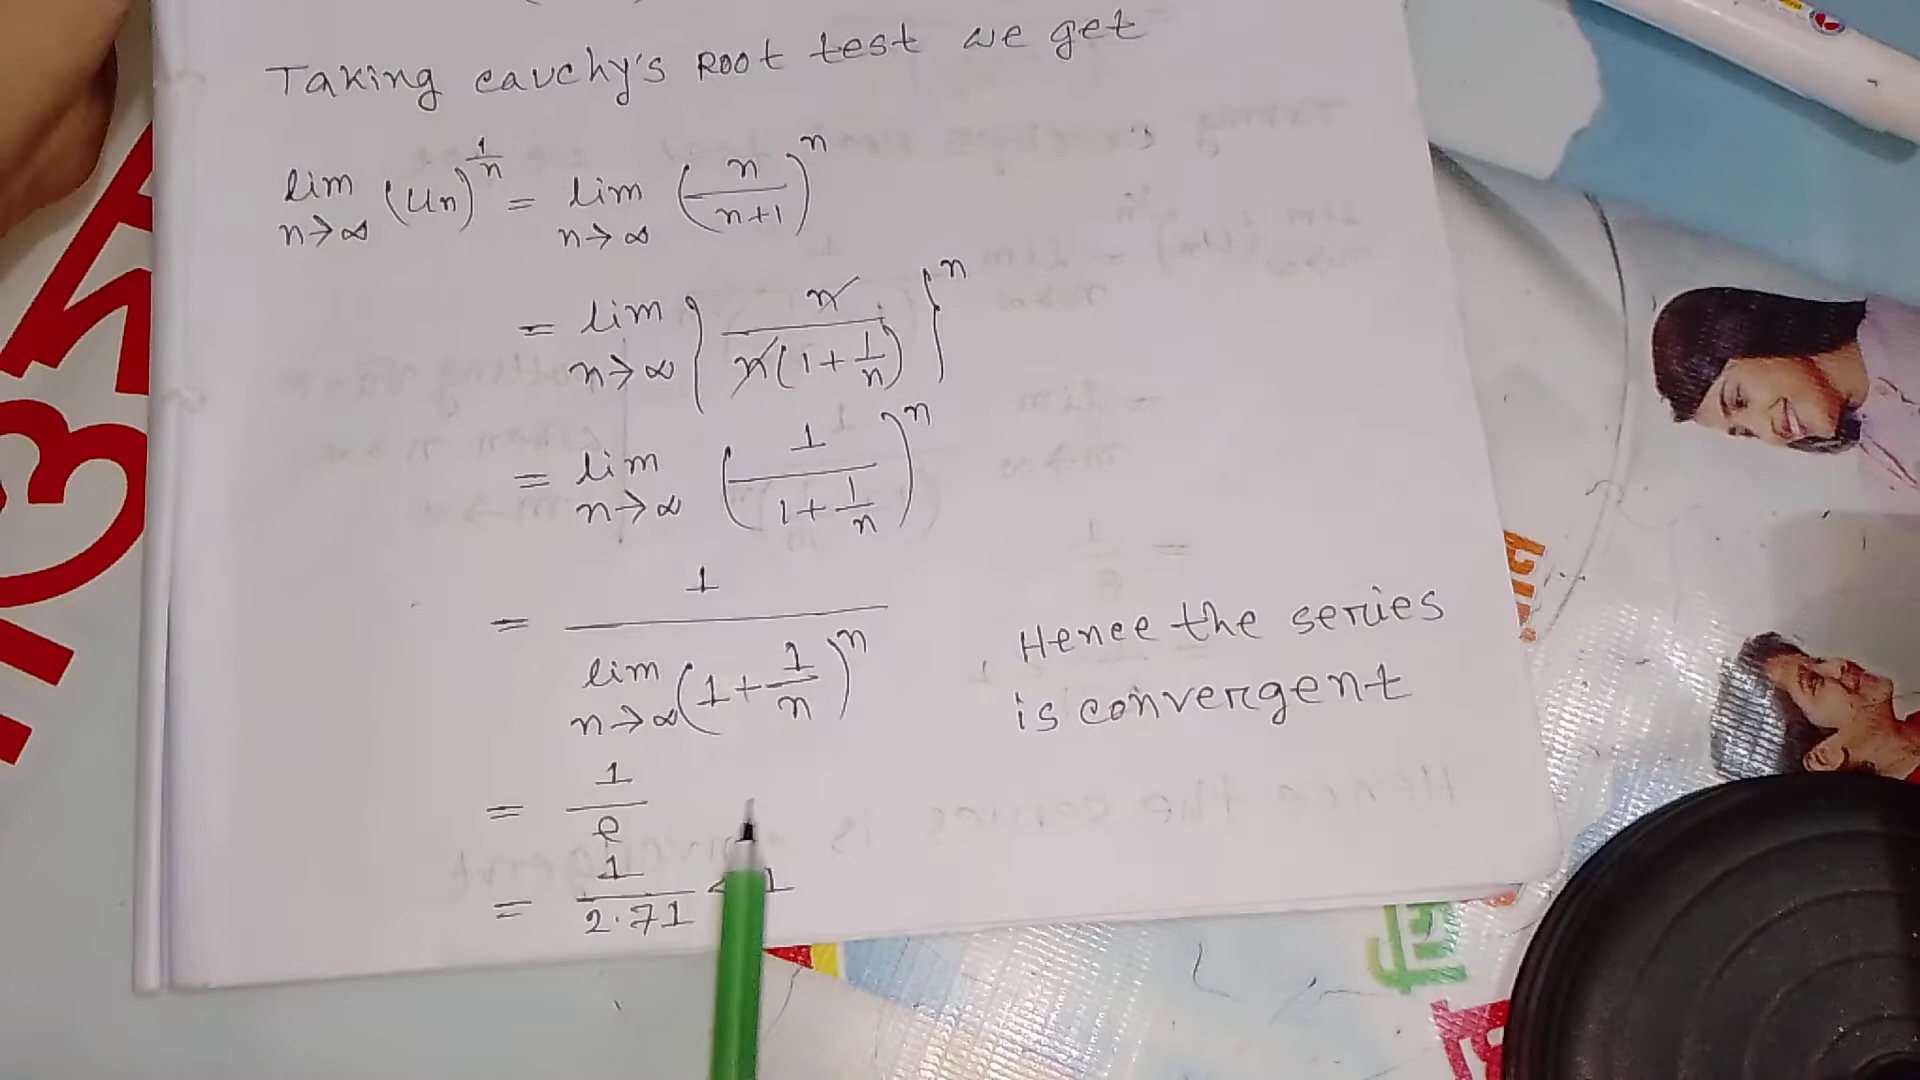 Taking cauchy's Root test we get
lim n→∞ (Un)^(1/n) = lim n→∞ (n/(n+1))^n
= lim n→∞ { n/(n(1+1/n)) }^n
= lim n→∞ (1/(1+1/n))^n
= 1/(lim n→∞ (1+1/n)^n)
Hence the series
is convergent
= 1/e
= 1/2.71 < 1